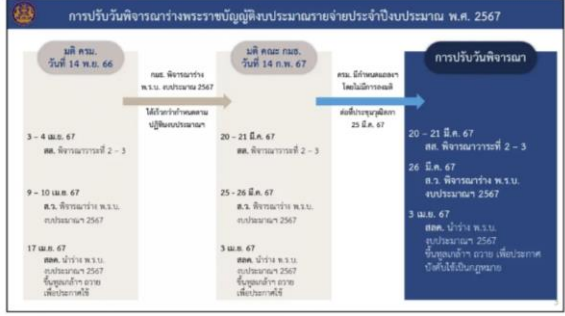 การปรับวันพิจารณาร่างพระราชบัญญัติงบประมาณรายจ่ายประจำปีงบประมาณ พ.ศ. 2567
มติ ครม.
วันที่ 14 พ.ย. 66
3 – 4 เม.ย. 67
สส. พิจารณาวาระที่ 2 – 3
9 – 10 เม.ย. 67
ส.ว. พิจารณาร่าง พ.ร.บ.
งบประมาณฯ 2567
17 เม.ย. 67
สลค. นำร่าง พ.ร.บ.
งบประมาณฯ 2567
ขึ้นทูลเกล้าฯ ถวาย
เพื่อประกาศใช้
กมธ. พิจารณาร่าง
พ.ร.บ. งบประมาณ 2567
ได้เร็วกว่ากำหนดตาม
ปฏิทินงบประมาณฯ
มติ คณะ กมธ.
วันที่ 14 ก.พ. 67
20 – 21 มี.ค. 67
สส. พิจารณาวาระที่ 2 – 3
25 - 26 มี.ค. 67
ส.ว. พิจารณาร่าง พ.ร.บ.
งบประมาณฯ 2567
3 เม.ย. 67
สลค. นำร่าง พ.ร.บ.
งบประมาณฯ 2567
ขึ้นทูลเกล้าฯ ถวาย
เพื่อประกาศใช้
ครม. มีกำหนดแถลงฯ
โดยไม่มีการลงมติ
ต่อที่ประชุมวุฒิสภา
25 มี.ค. 67
การปรับวันพิจารณา
20 – 21 มี.ค. 67
สส. พิจารณาวาระที่ 2 – 3
26 มี.ค. 67
ส.ว. พิจารณาร่าง พ.ร.บ.
งบประมาณฯ 2567
3 เม.ย. 67
สลค. นำร่าง พ.ร.บ.
งบประมาณฯ 2567
ขึ้นทูลเกล้าฯ ถวาย เพื่อประกาศ
บังคับใช้เป็นกฎหมาย